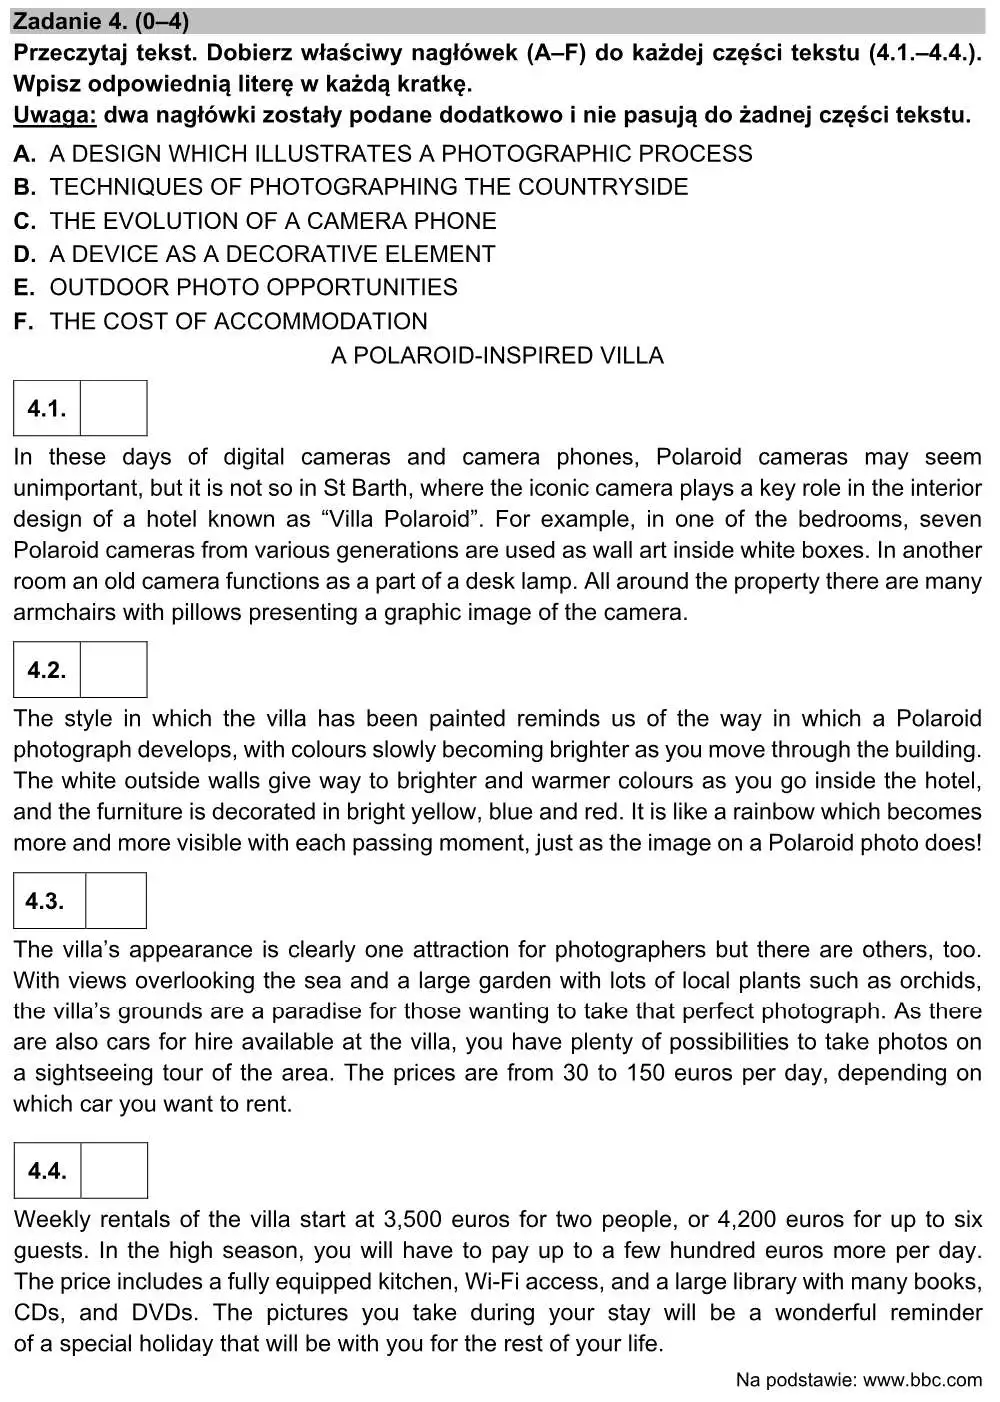 Zadanie 4. (0–4)
Przeczytaj tekst. Dobierz właściwy nagłówek (A–F) do każdej części tekstu (4.1.–4.4.).
Wpisz odpowiednią literę w każdą kratkę.
Uwaga: dwa nagłówki zostały podane dodatkowo i nie pasują do żadnej części tekstu.
A. A DESIGN WHICH ILLUSTRATES A PHOTOGRAPHIC PROCESS
B. TECHNIQUES OF PHOTOGRAPHING THE COUNTRYSIDE
C. THE EVOLUTION OF A CAMERA PHONE
D. A DEVICE AS A DECORATIVE ELEMENT
E. OUTDOOR PHOTO OPPORTUNITIES
F. THE COST OF ACCOMMODATION
A POLAROID-INSPIRED VILLA
4.1.
In these days of digital cameras and camera phones, Polaroid cameras may seem
unimportant, but it is not so in St Barth, where the iconic camera plays a key role in the interior
design of a hotel known as “Villa Polaroid”. For example, in one of the bedrooms, seven
Polaroid cameras from various generations are used as wall art inside white boxes. In another
room an old camera functions as a part of a desk lamp. All around the property there are many
armchairs with pillows presenting a graphic image of the camera.
4.2.
The style in which the villa has been painted reminds us of the way in which a Polaroid
photograph develops, with colours slowly becoming brighter as you move through the building.
The white outside walls give way to brighter and warmer colours as you go inside the hotel,
and the furniture is decorated in bright yellow, blue and red. It is like a rainbow which becomes
more and more visible with each passing moment, just as the image on a Polaroid photo does!
4.3.
The villa’s appearance is clearly one attraction for photographers but there are others, too.
With views overlooking the sea and a large garden with lots of local plants such as orchids,
the villa’s grounds are a paradise for those wanting to take that perfect photograph. As there
are also cars for hire available at the villa, you have plenty of possibilities to take photos on
a sightseeing tour of the area. The prices are from 30 to 150 euros per day, depending on
which car you want to rent.
4.4.
Weekly rentals of the villa start at 3,500 euros for two people, or 4,200 euros for up to six
guests. In the high season, you will have to pay up to a few hundred euros more per day.
The price includes a fully equipped kitchen, Wi-Fi access, and a large library with many books,
CDs, and DVDs. The pictures you take during your stay will be a wonderful reminder
of a special holiday that will be with you for the rest of your life.
Na podstawie: www.bbc.com